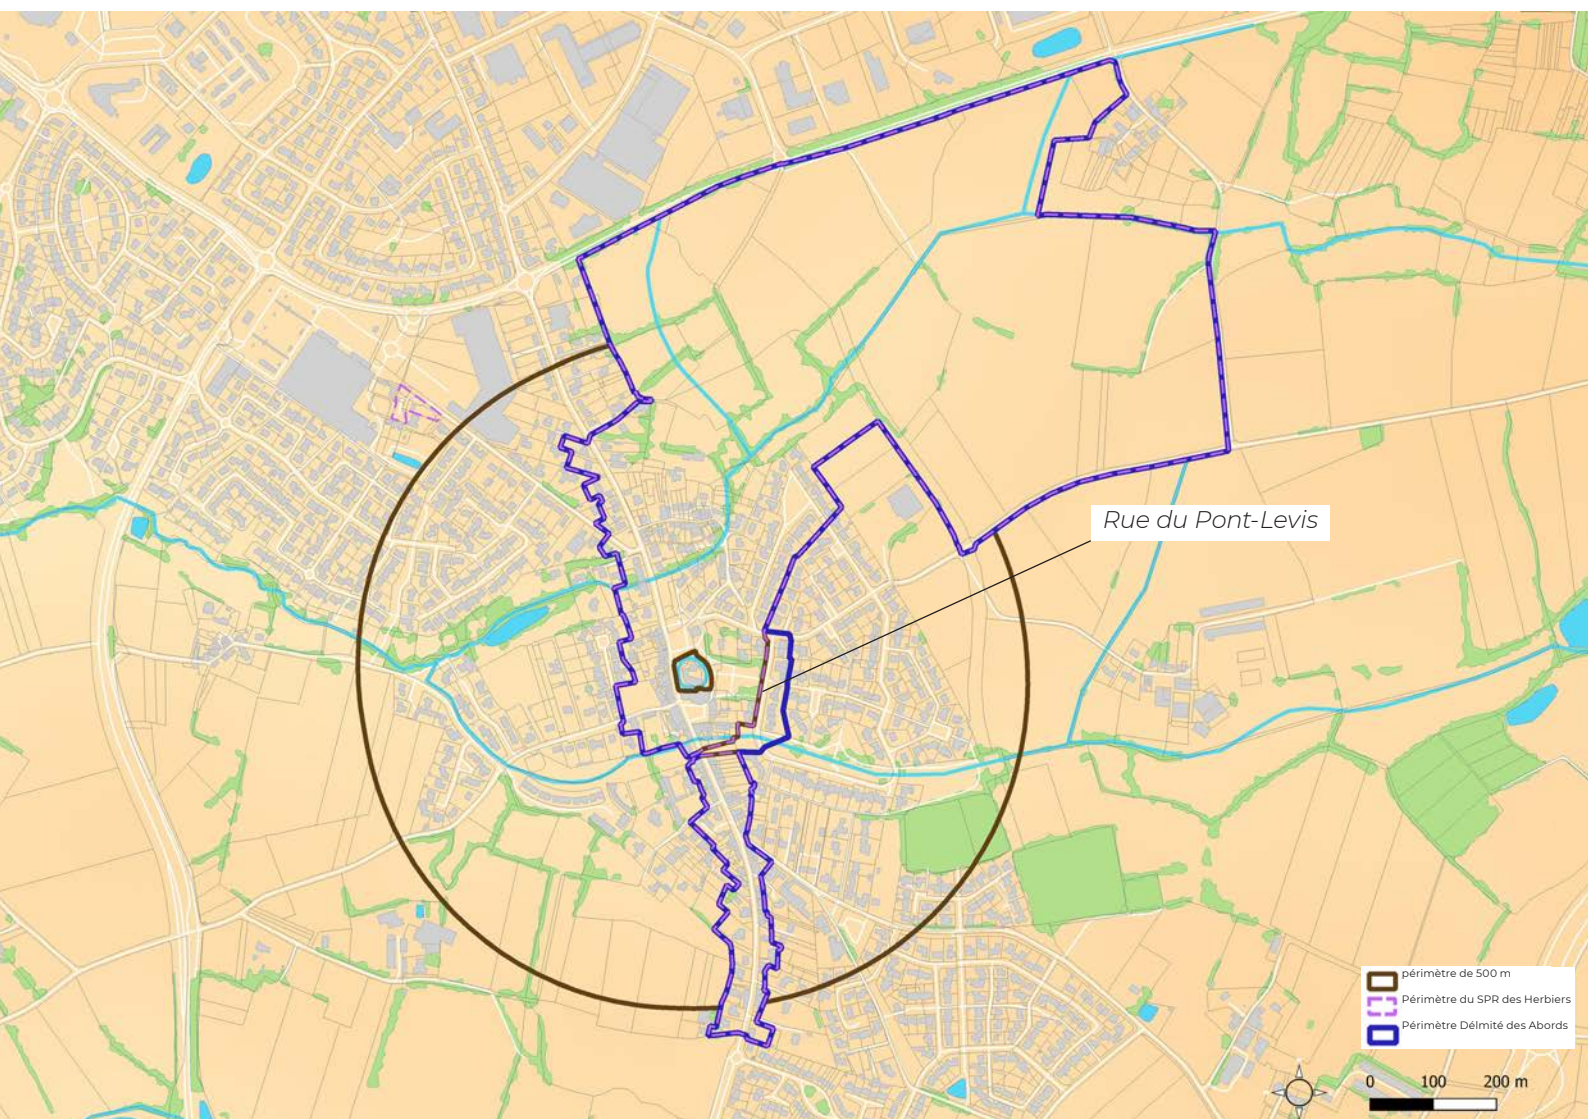 Rue du Pont-Levis
périmètre de 500 m
Périmètre du SPR des Herbiers
Périmètre Délmité des Abords
0 100 200 m